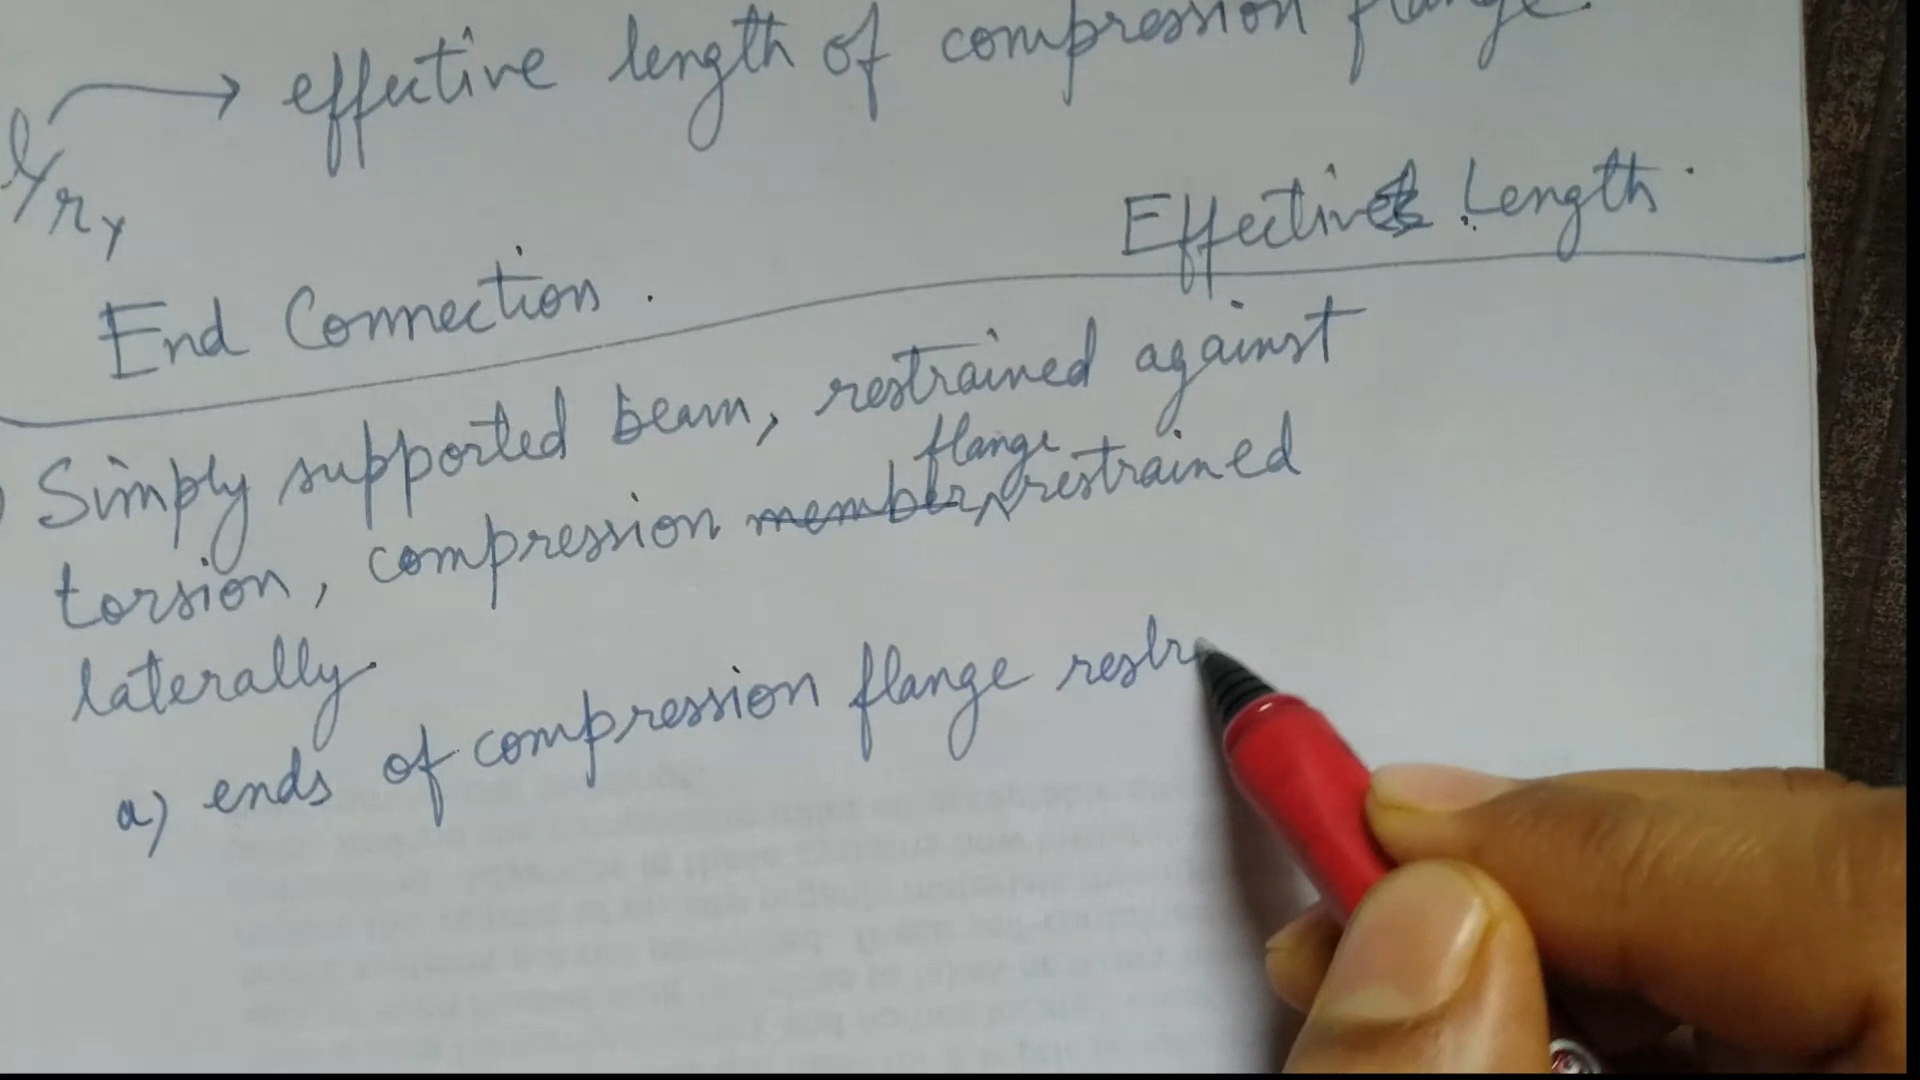 effective length of compression flange.
l/ry
Effective Length.
End Connection.
Simply supported beam, restrained against
flange
torsion, compression member, restrained
laterally.
a) ends of compression flange restr